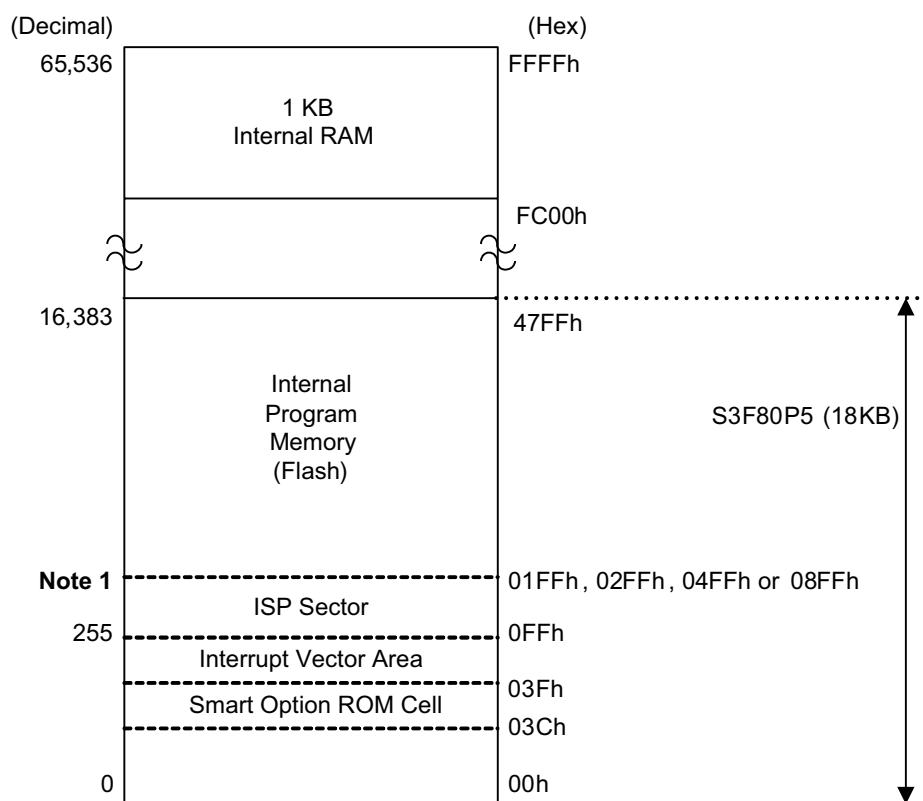 (Decimal) (Hex)
65,536 FFFFh
1 KB
Internal RAM
FC00h
16,383 47FFh
Internal
Program
Memory
(Flash)
S3F80P5 (18KB)
Note 1 01FFh, 02FFh, 04FFh or 08FFh
ISP Sector
255 0FFh
Interrupt Vector Area
03Fh
Smart Option ROM Cell
03Ch
0 00h